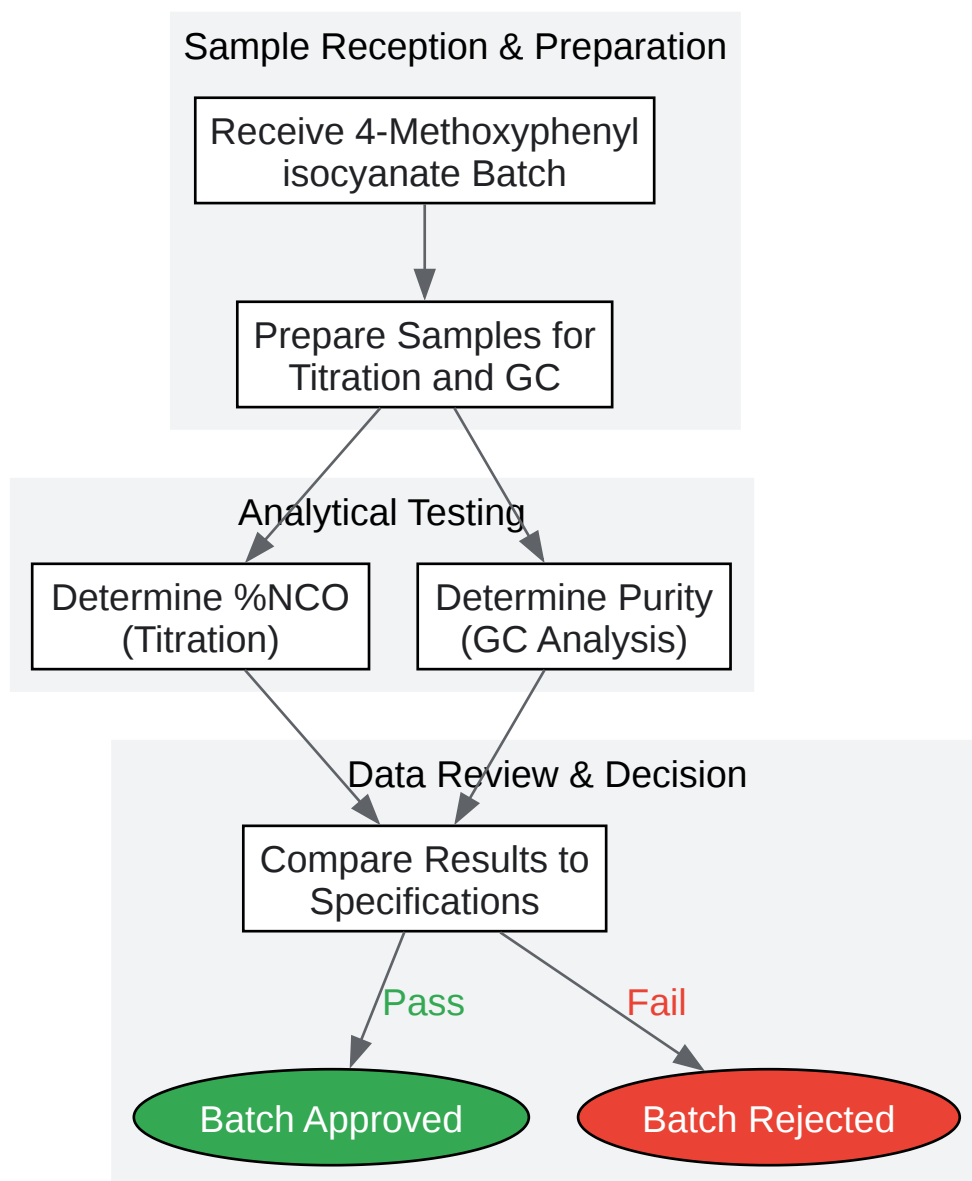 Sample Reception & Preparation
Receive 4-Methoxyphenyl
isocyanate Batch
Prepare Samples for
Titration and GC
Analytical Testing
Determine %NCO
(Titration)
Determine Purity
(GC Analysis)
Data Review & Decision
Compare Results to
Specifications
Pass
Fail
Batch Approved
Batch Rejected